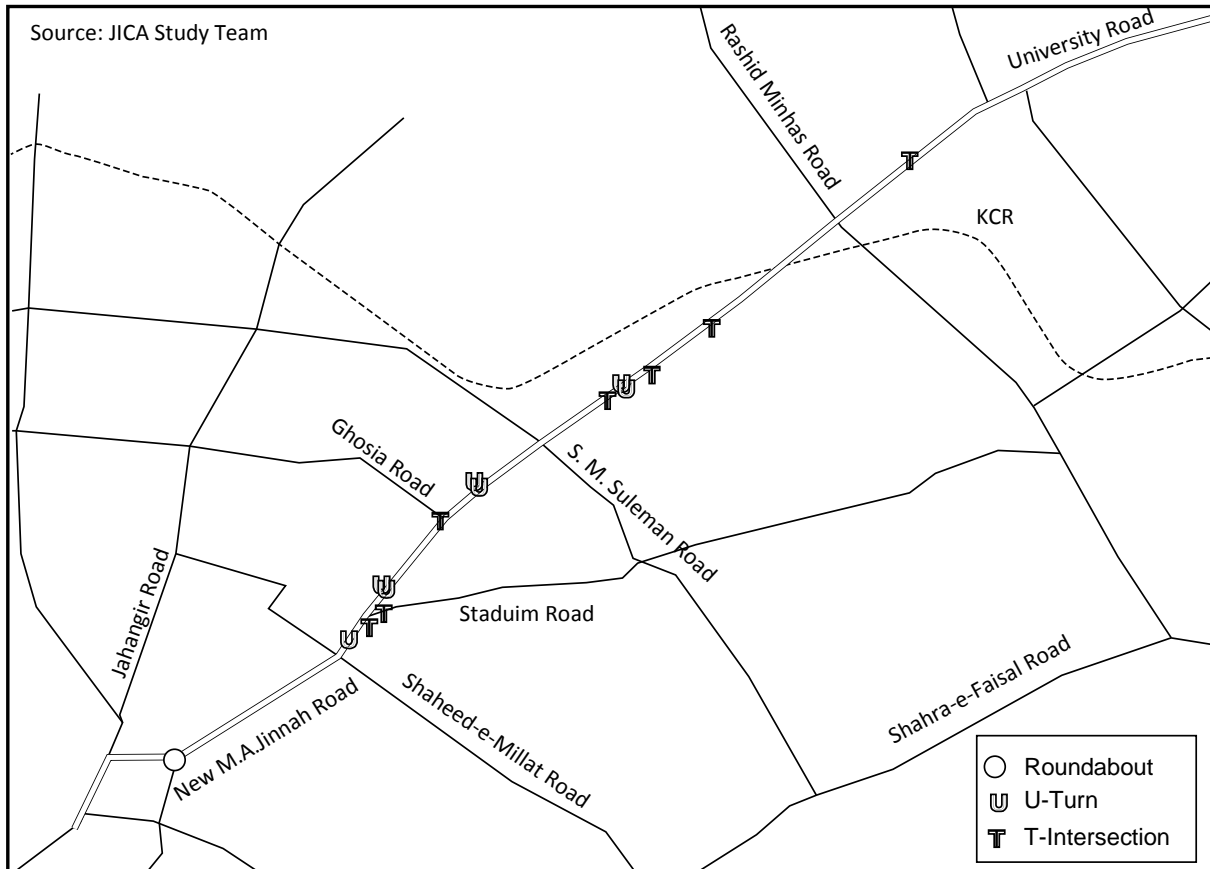 Source: JICA Study Team
University Road
Rashid Minhas Road
KCR
Ghosia Road
S. M. Suleman Road
Jahangir Road
Staduim Road
New M.A.Jinnah Road
Shaheed-e-Millat Road
Shahra-e-Faisal Road
Roundabout
U-Turn
T-Intersection